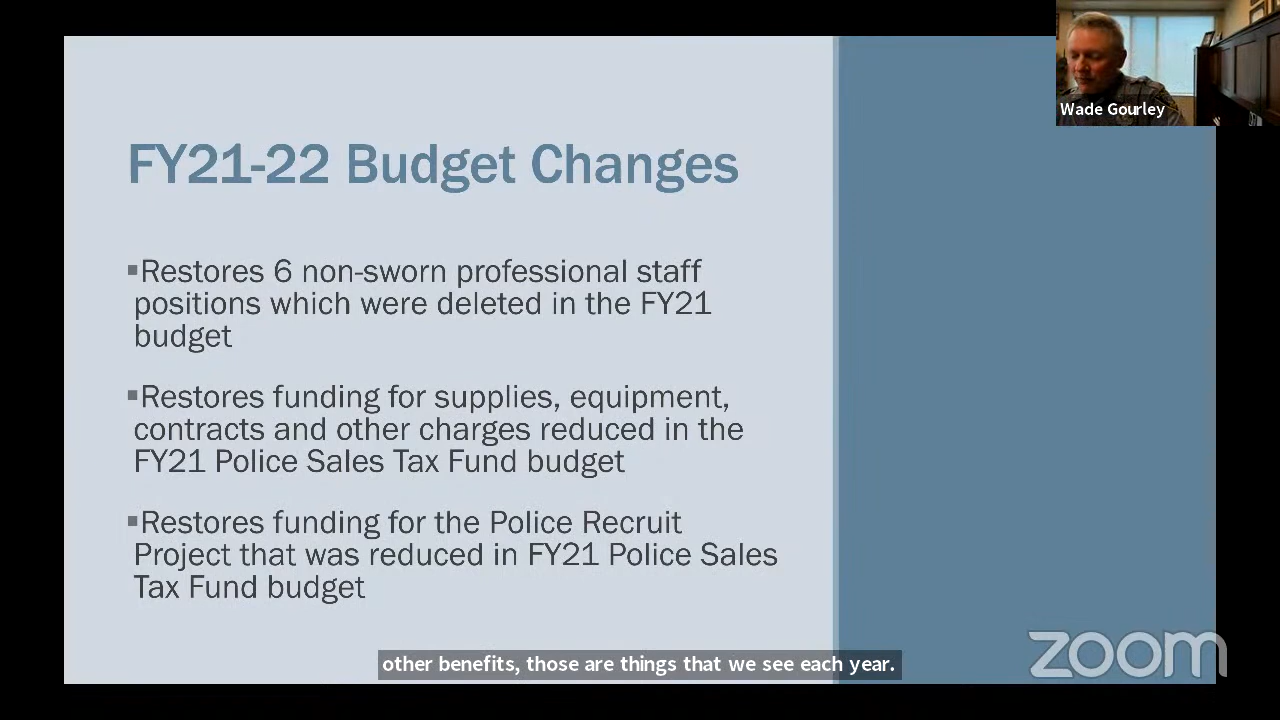 Wade Gourley
FY21-22 Budget Changes
▪Restores 6 non-sworn professional staff
positions which were deleted in the FY21
budget
▪Restores funding for supplies, equipment,
contracts and other charges reduced in the
FY21 Police Sales Tax Fund budget
▪Restores funding for the Police Recruit
Project that was reduced in FY21 Police Sales
Tax Fund budget
other benefits, those are things that we see each year.
zoom